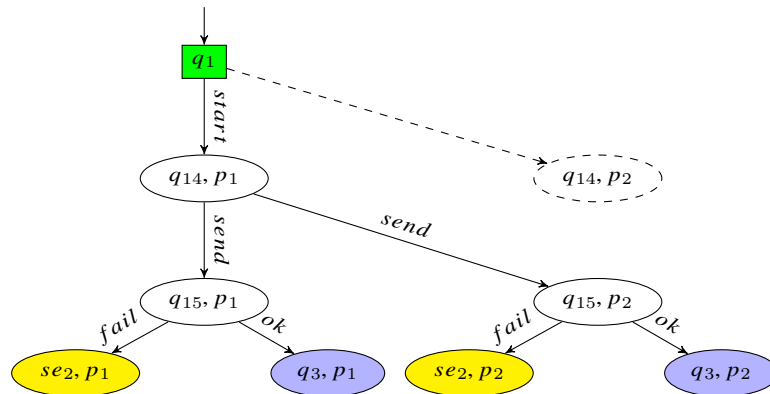 q1
start
q14, p1
q14, p2
send
send
q15, p1
q15, p2
fail
ok
fail
ok
se2, p1
q3, p1
se2, p2
q3, p2